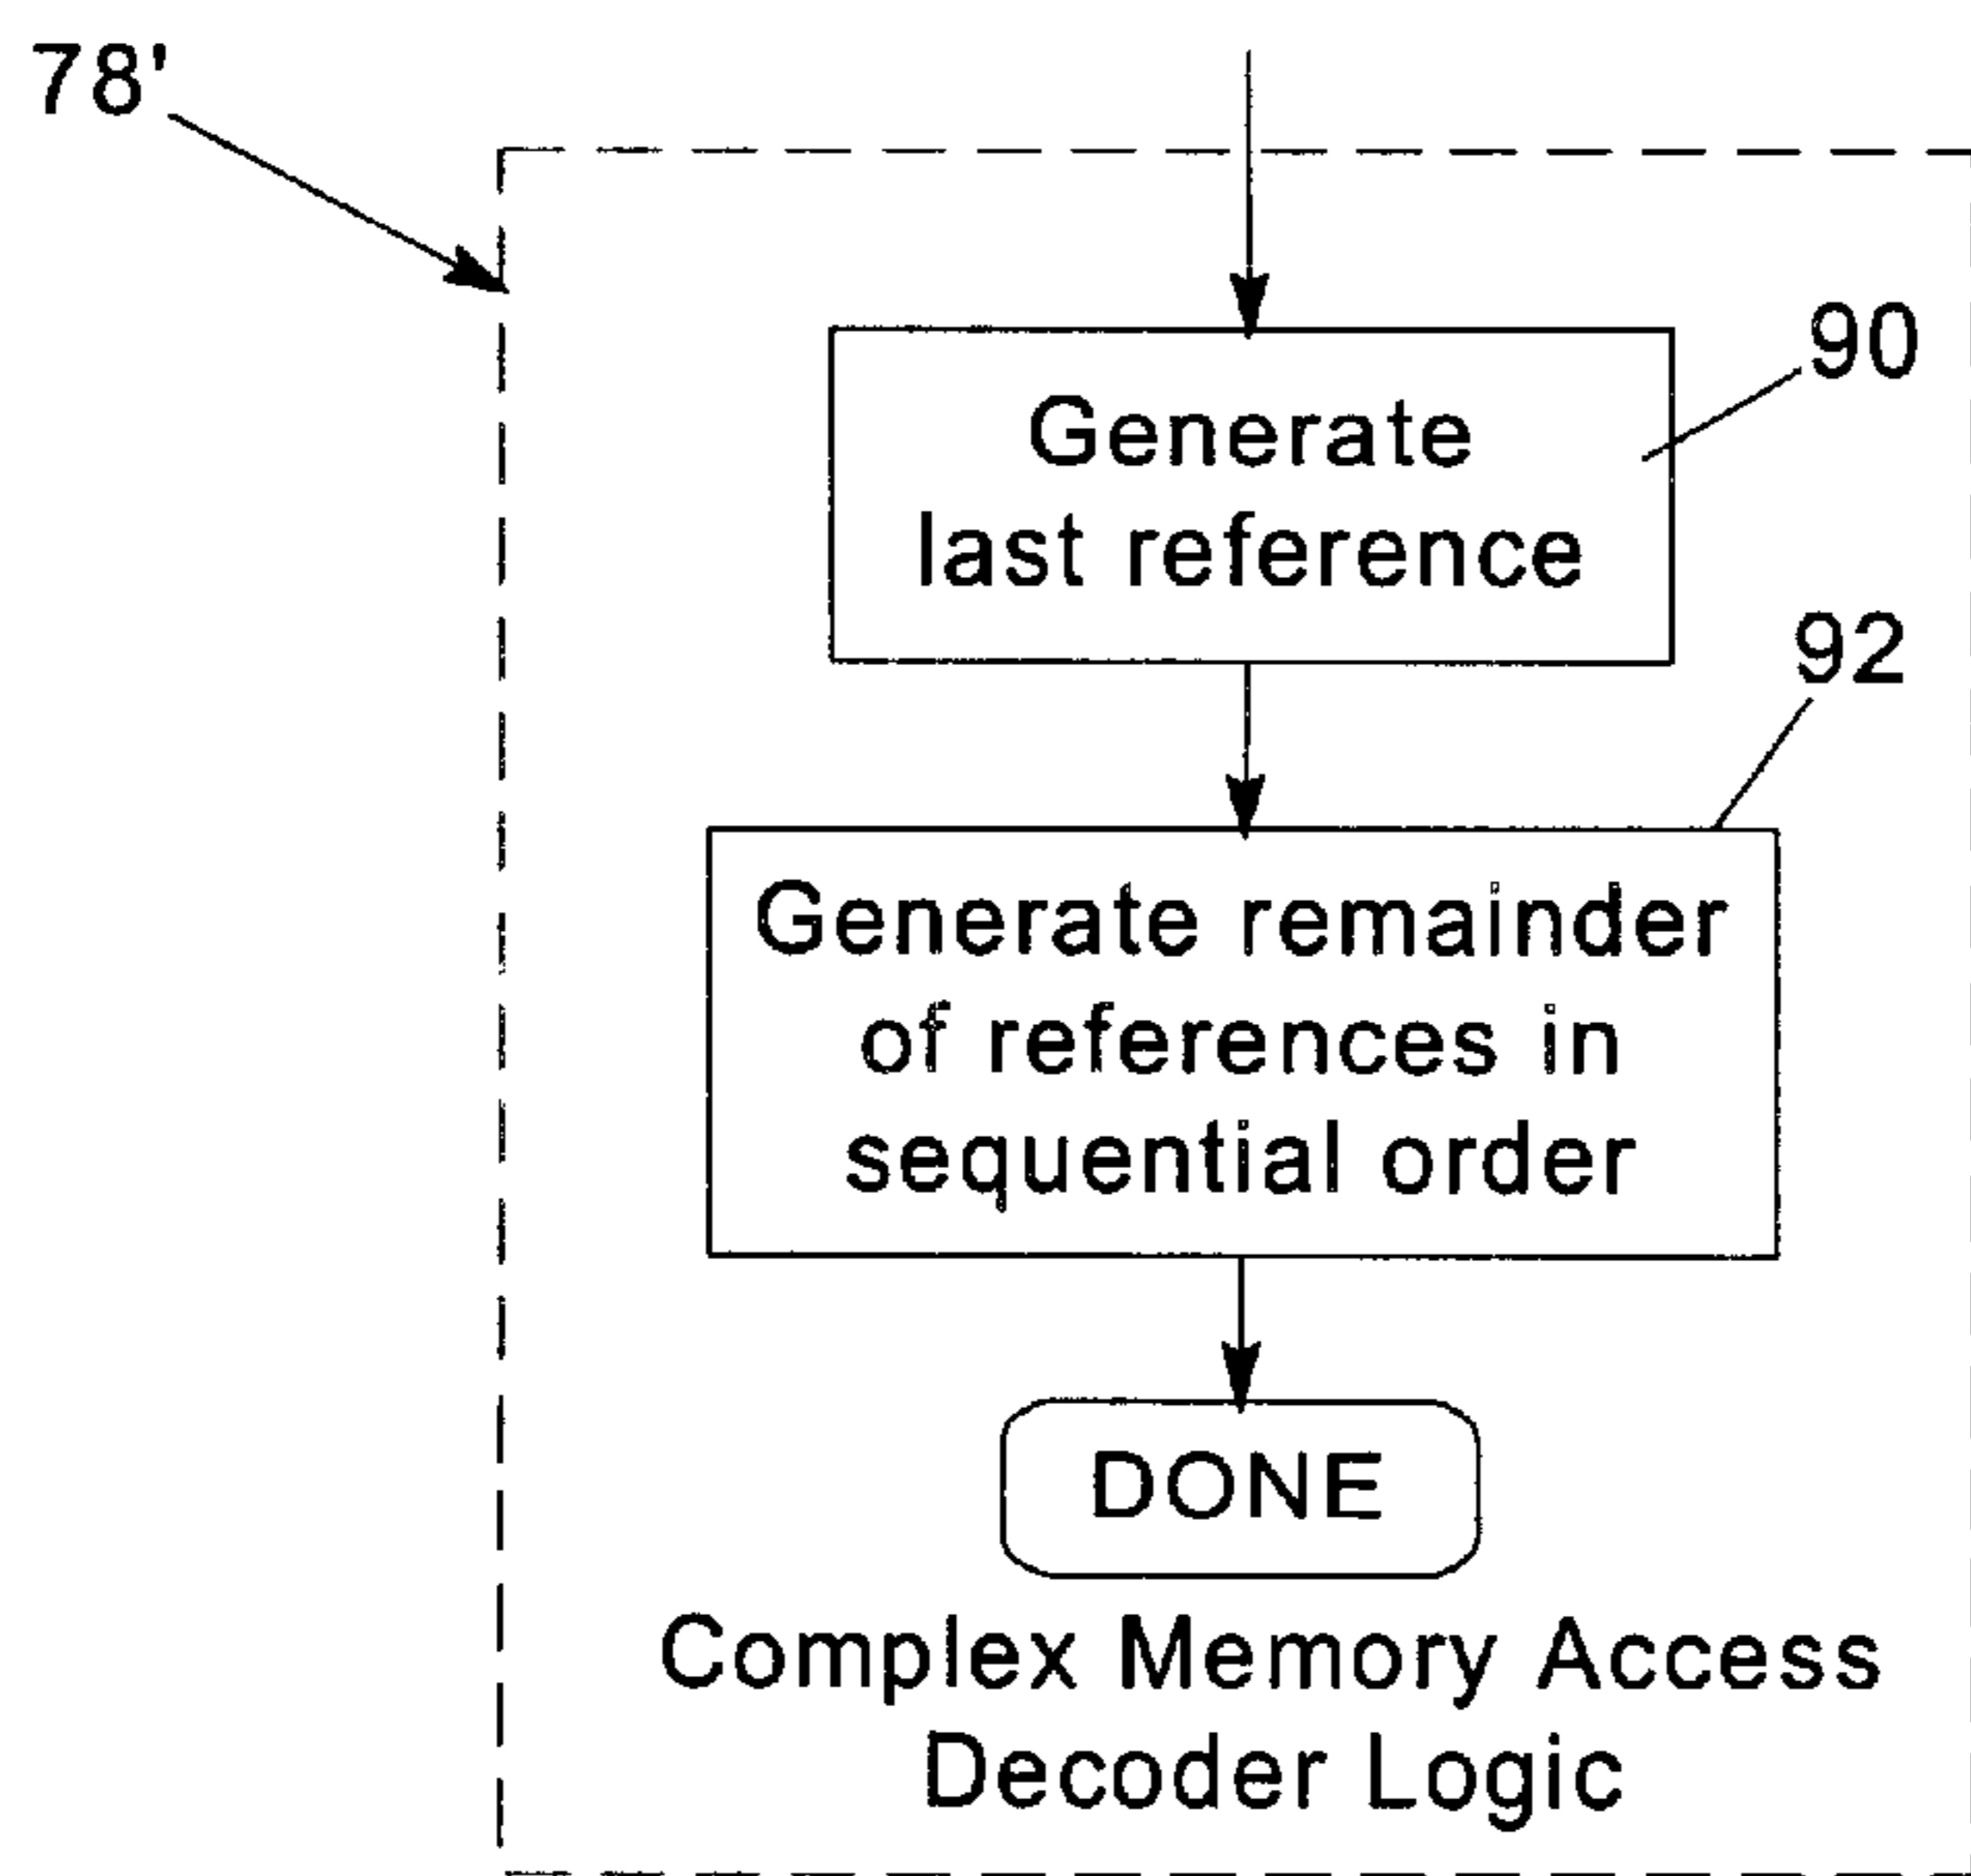 78'
90
Generate
last reference
92
Generate remainder
of references in
sequential order
DONE
Complex Memory Access
Decoder Logic